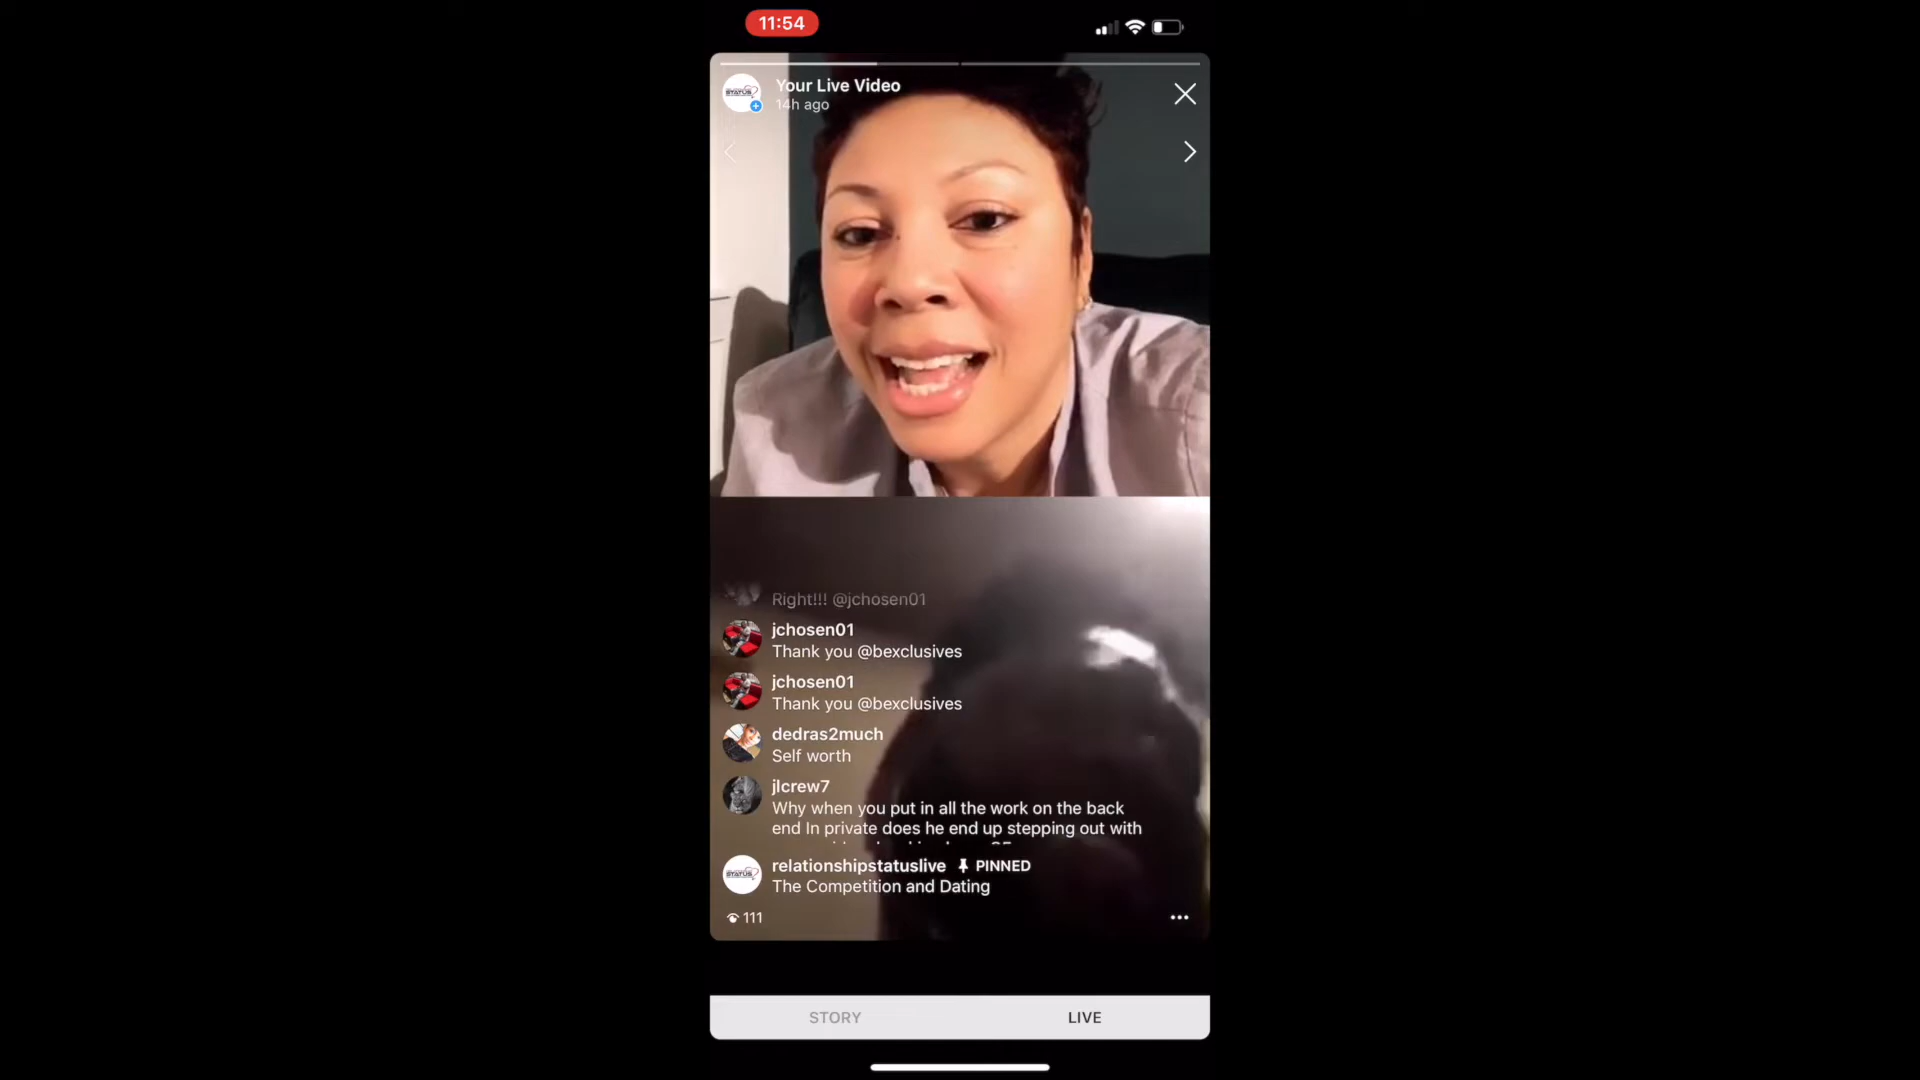 11:54
Your Live Video
14h ago
STATUS
Right!!! @jchosen01
jchosen01
Thank you @bexclusives
jchosen01
Thank you @bexclusives
dedras2much
Self worth
jlcrew7
Why when you put in all the work on the back
end In private does he end up stepping out with
relationshipstatuslive PINNED
STATUS
The Competition and Dating
111
STORY
LIVE